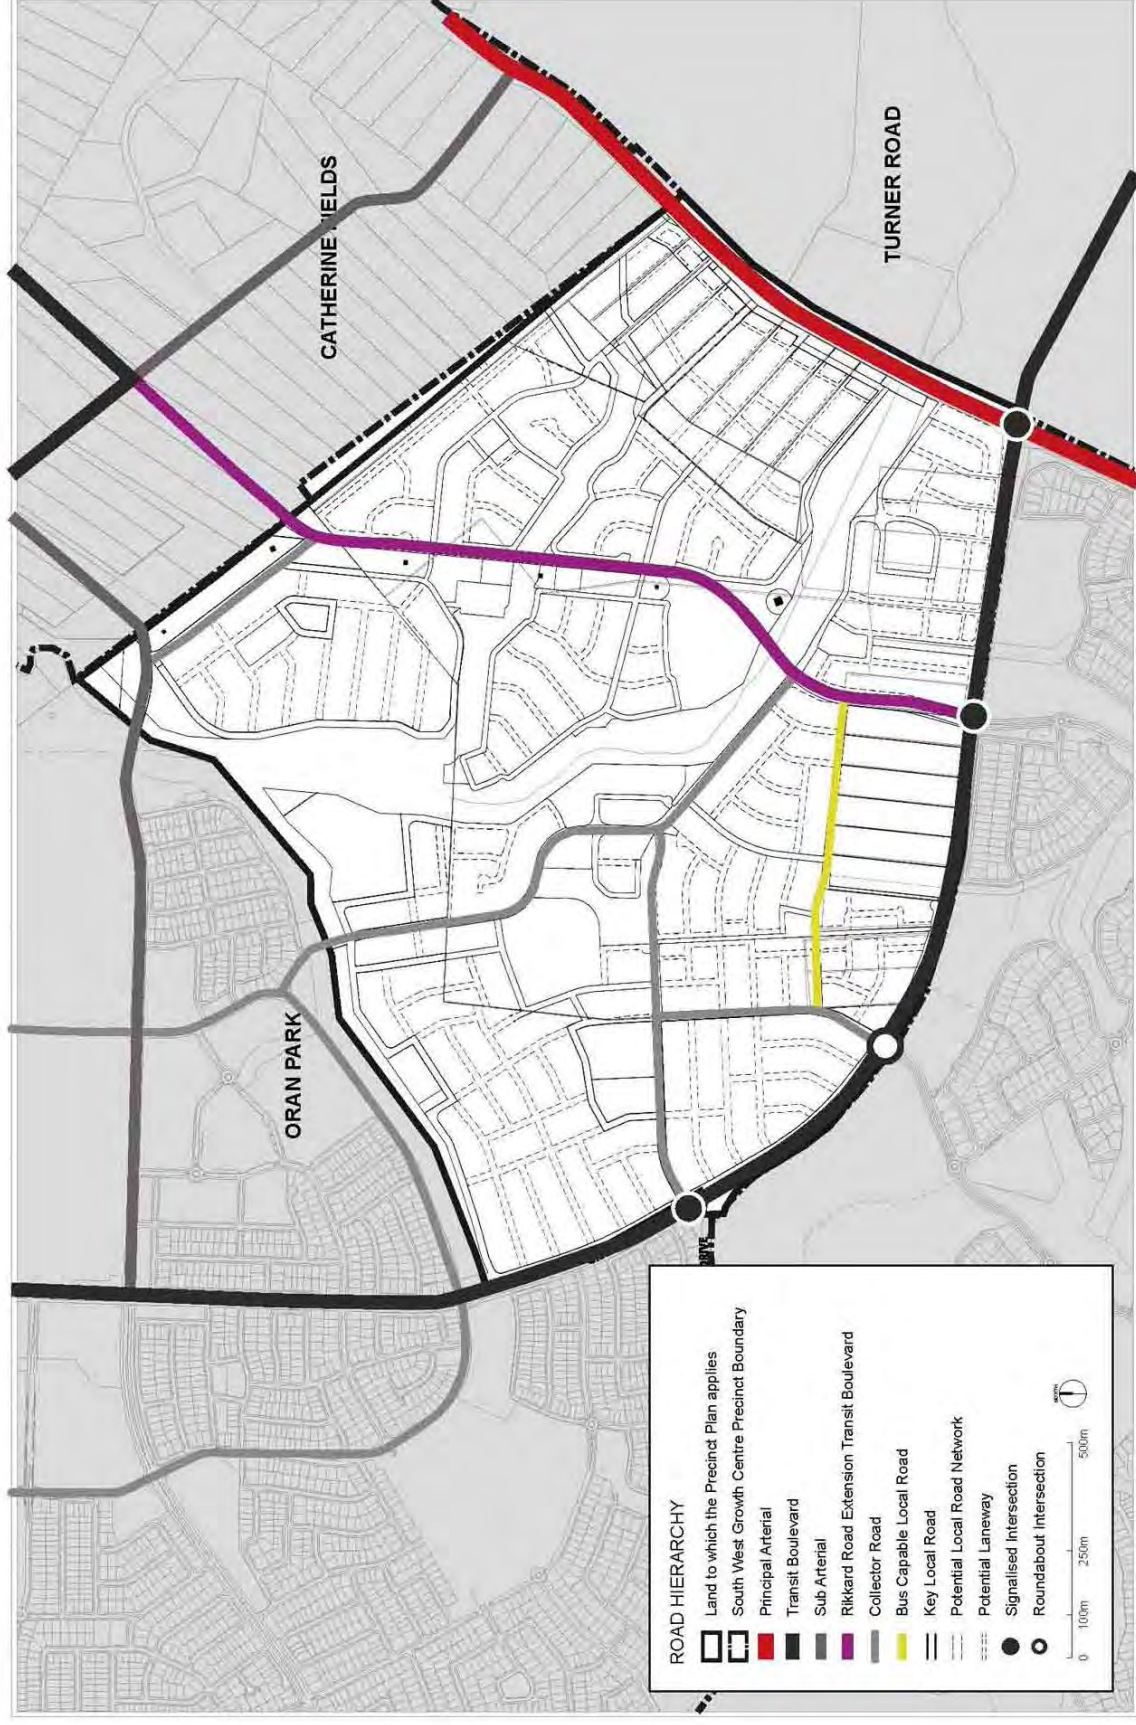 CATHERINE FIELDS
TURNER ROAD
ORAN PARK
DRIVE
ROAD HIERARCHY
Land to which the Precinct Plan applies
South West Growth Centre Precinct Boundary
Principal Arterial
Transit Boulevard
Sub Arterial
Rikkard Road Extension Transit Boulevard
Collector Road
Bus Capable Local Road
Key Local Road
Potential Local Road Network
Potential Laneway
Signalised Intersection
Roundabout Intersection
0 100m 250m 500m
NORTH